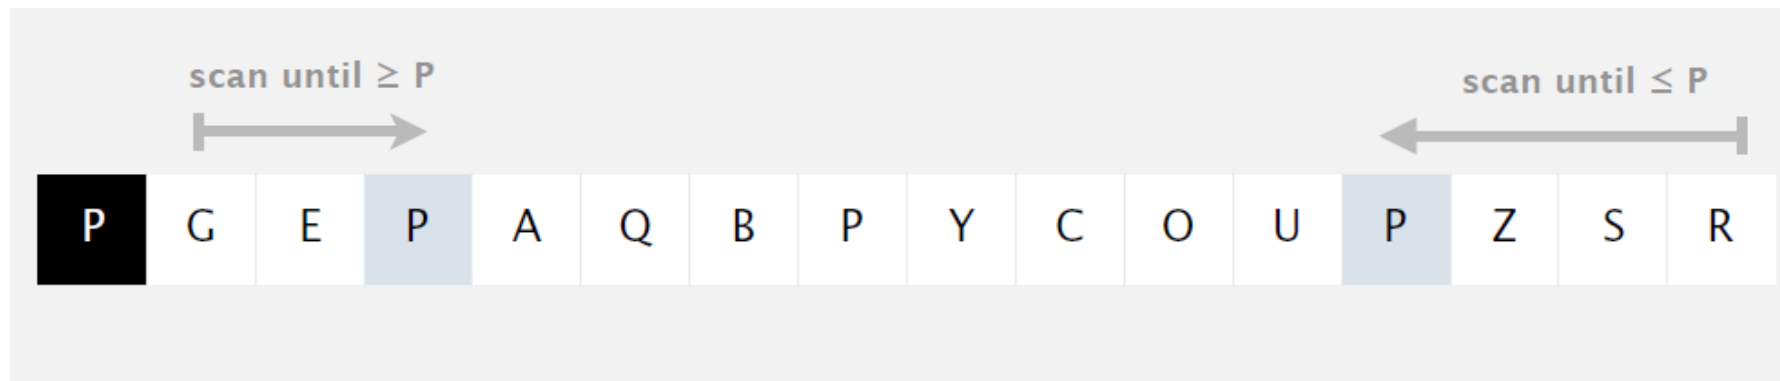 scan until ≥ P
scan until ≤ P
P G E P A Q B P Y C O U P Z S R